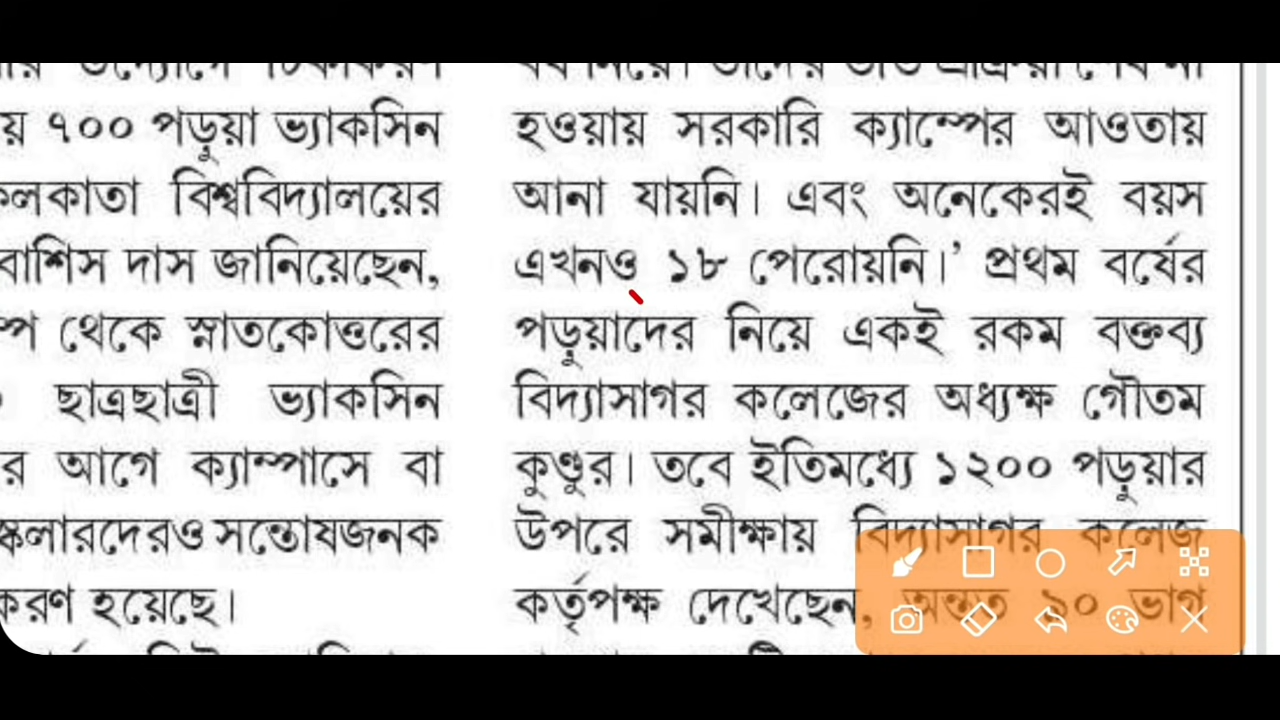 য় ৭০০ পড়ুয়া ভ্যাকসিন
কলকাতা বিশ্ববিদ্যালয়ের
বাশিস দাস জানিয়েছেন,
ম্প থেকে স্নাতকোত্তরের
ছাত্রছাত্রী ভ্যাকসিন
র আগে ক্যাম্পাসে বা
স্কলারদেরও সন্তোষজনক
করণ হয়েছে।
হওয়ায় সরকারি ক্যাম্পের আওতায়
আনা যায়নি। এবং অনেকেরই বয়স
এখনও ১৮ পেরোয়নি।’ প্রথম বর্ষের
পড়ুয়াদের নিয়ে একই রকম বক্তব্য
বিদ্যাসাগর কলেজের অধ্যক্ষ গৌতম
কুণ্ডুর। তবে ইতিমধ্যে ১২০০ পড়ুয়ার
উপরে সমীক্ষায় বিদ্যাসাগর কলেজ
কর্তৃপক্ষ দেখেছেন, অন্তত ৯০ ভাগ